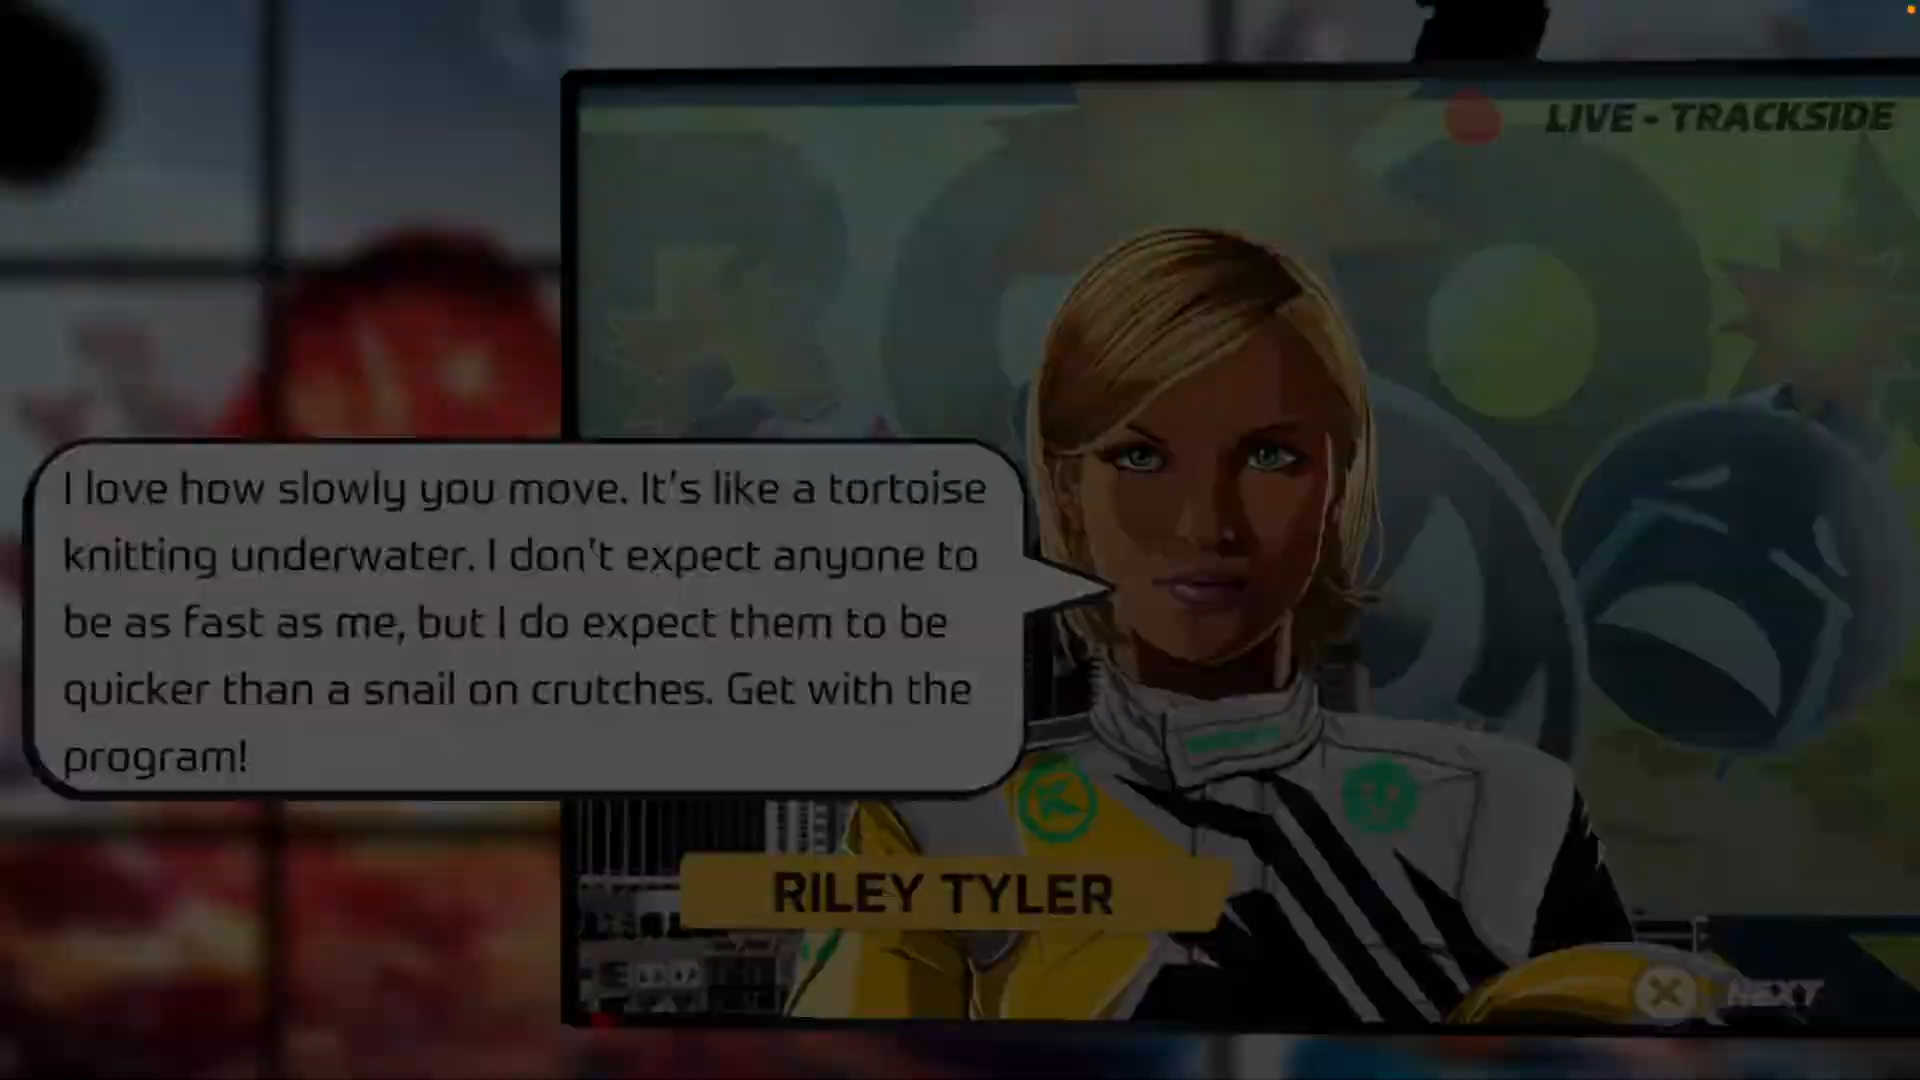 LIVE - TRACKSIDE
I love how slowly you move. It's like a tortoise
knitting underwater. I don't expect anyone to
be as fast as me, but I do expect them to be
quicker than a snail on crutches. Get with the
program!
RILEY TYLER
NEXT